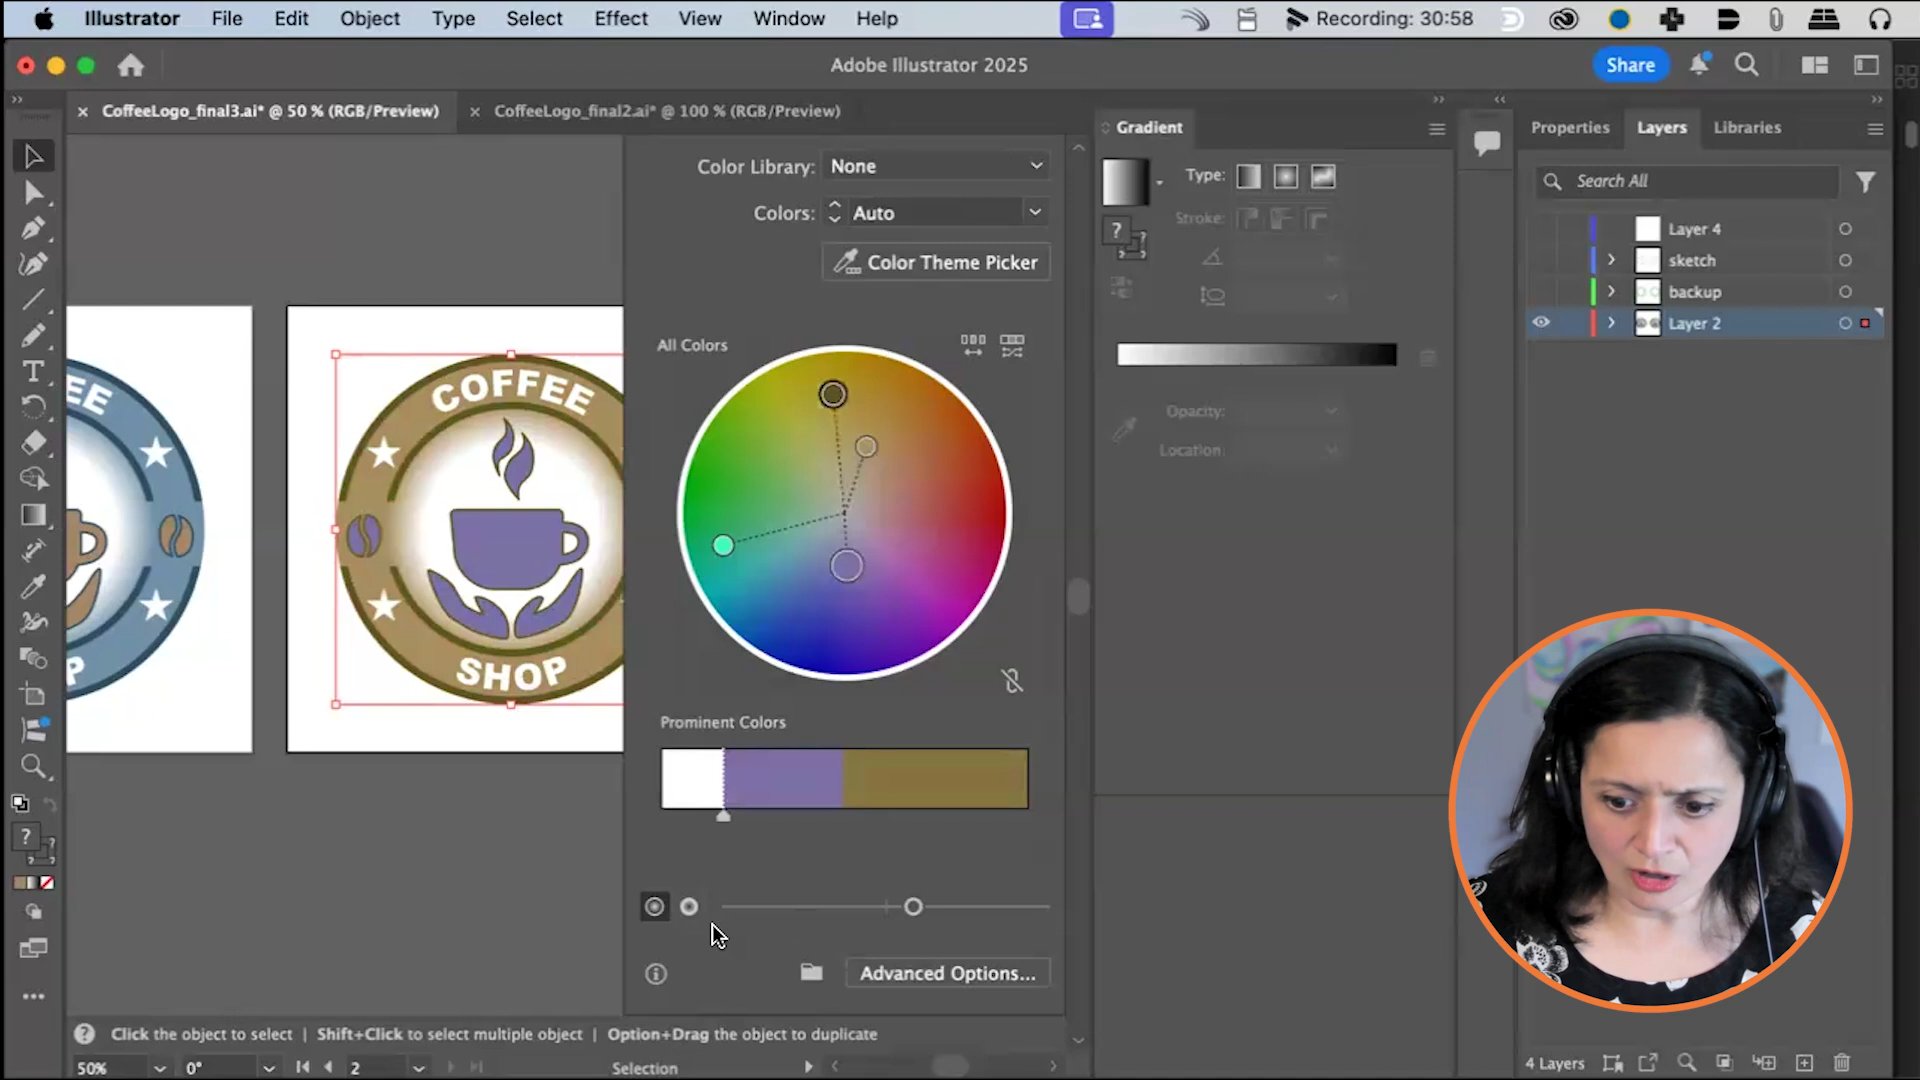 Illustrator File Edit Object Type Select Effect View Window Help
Recording: 30:58
Adobe Illustrator 2025
Share
CoffeeLogo_final3.ai* @ 50 % (RGB/Preview)
CoffeeLogo_final2.ai* @ 100 % (RGB/Preview)
Color Library: None
Colors: Auto
Color Theme Picker
All Colors
Prominent Colors
Advanced Options...
Gradient
Type:
Stroke:
Opacity:
Location:
Properties Layers Libraries
Search All
Layer 4
sketch
backup
Layer 2
EE
P
COFFEE
SHOP
Click the object to select | Shift+Click to select multiple object | Option+Drag the object to duplicate
50% 0° 2 Selection
4 Layers